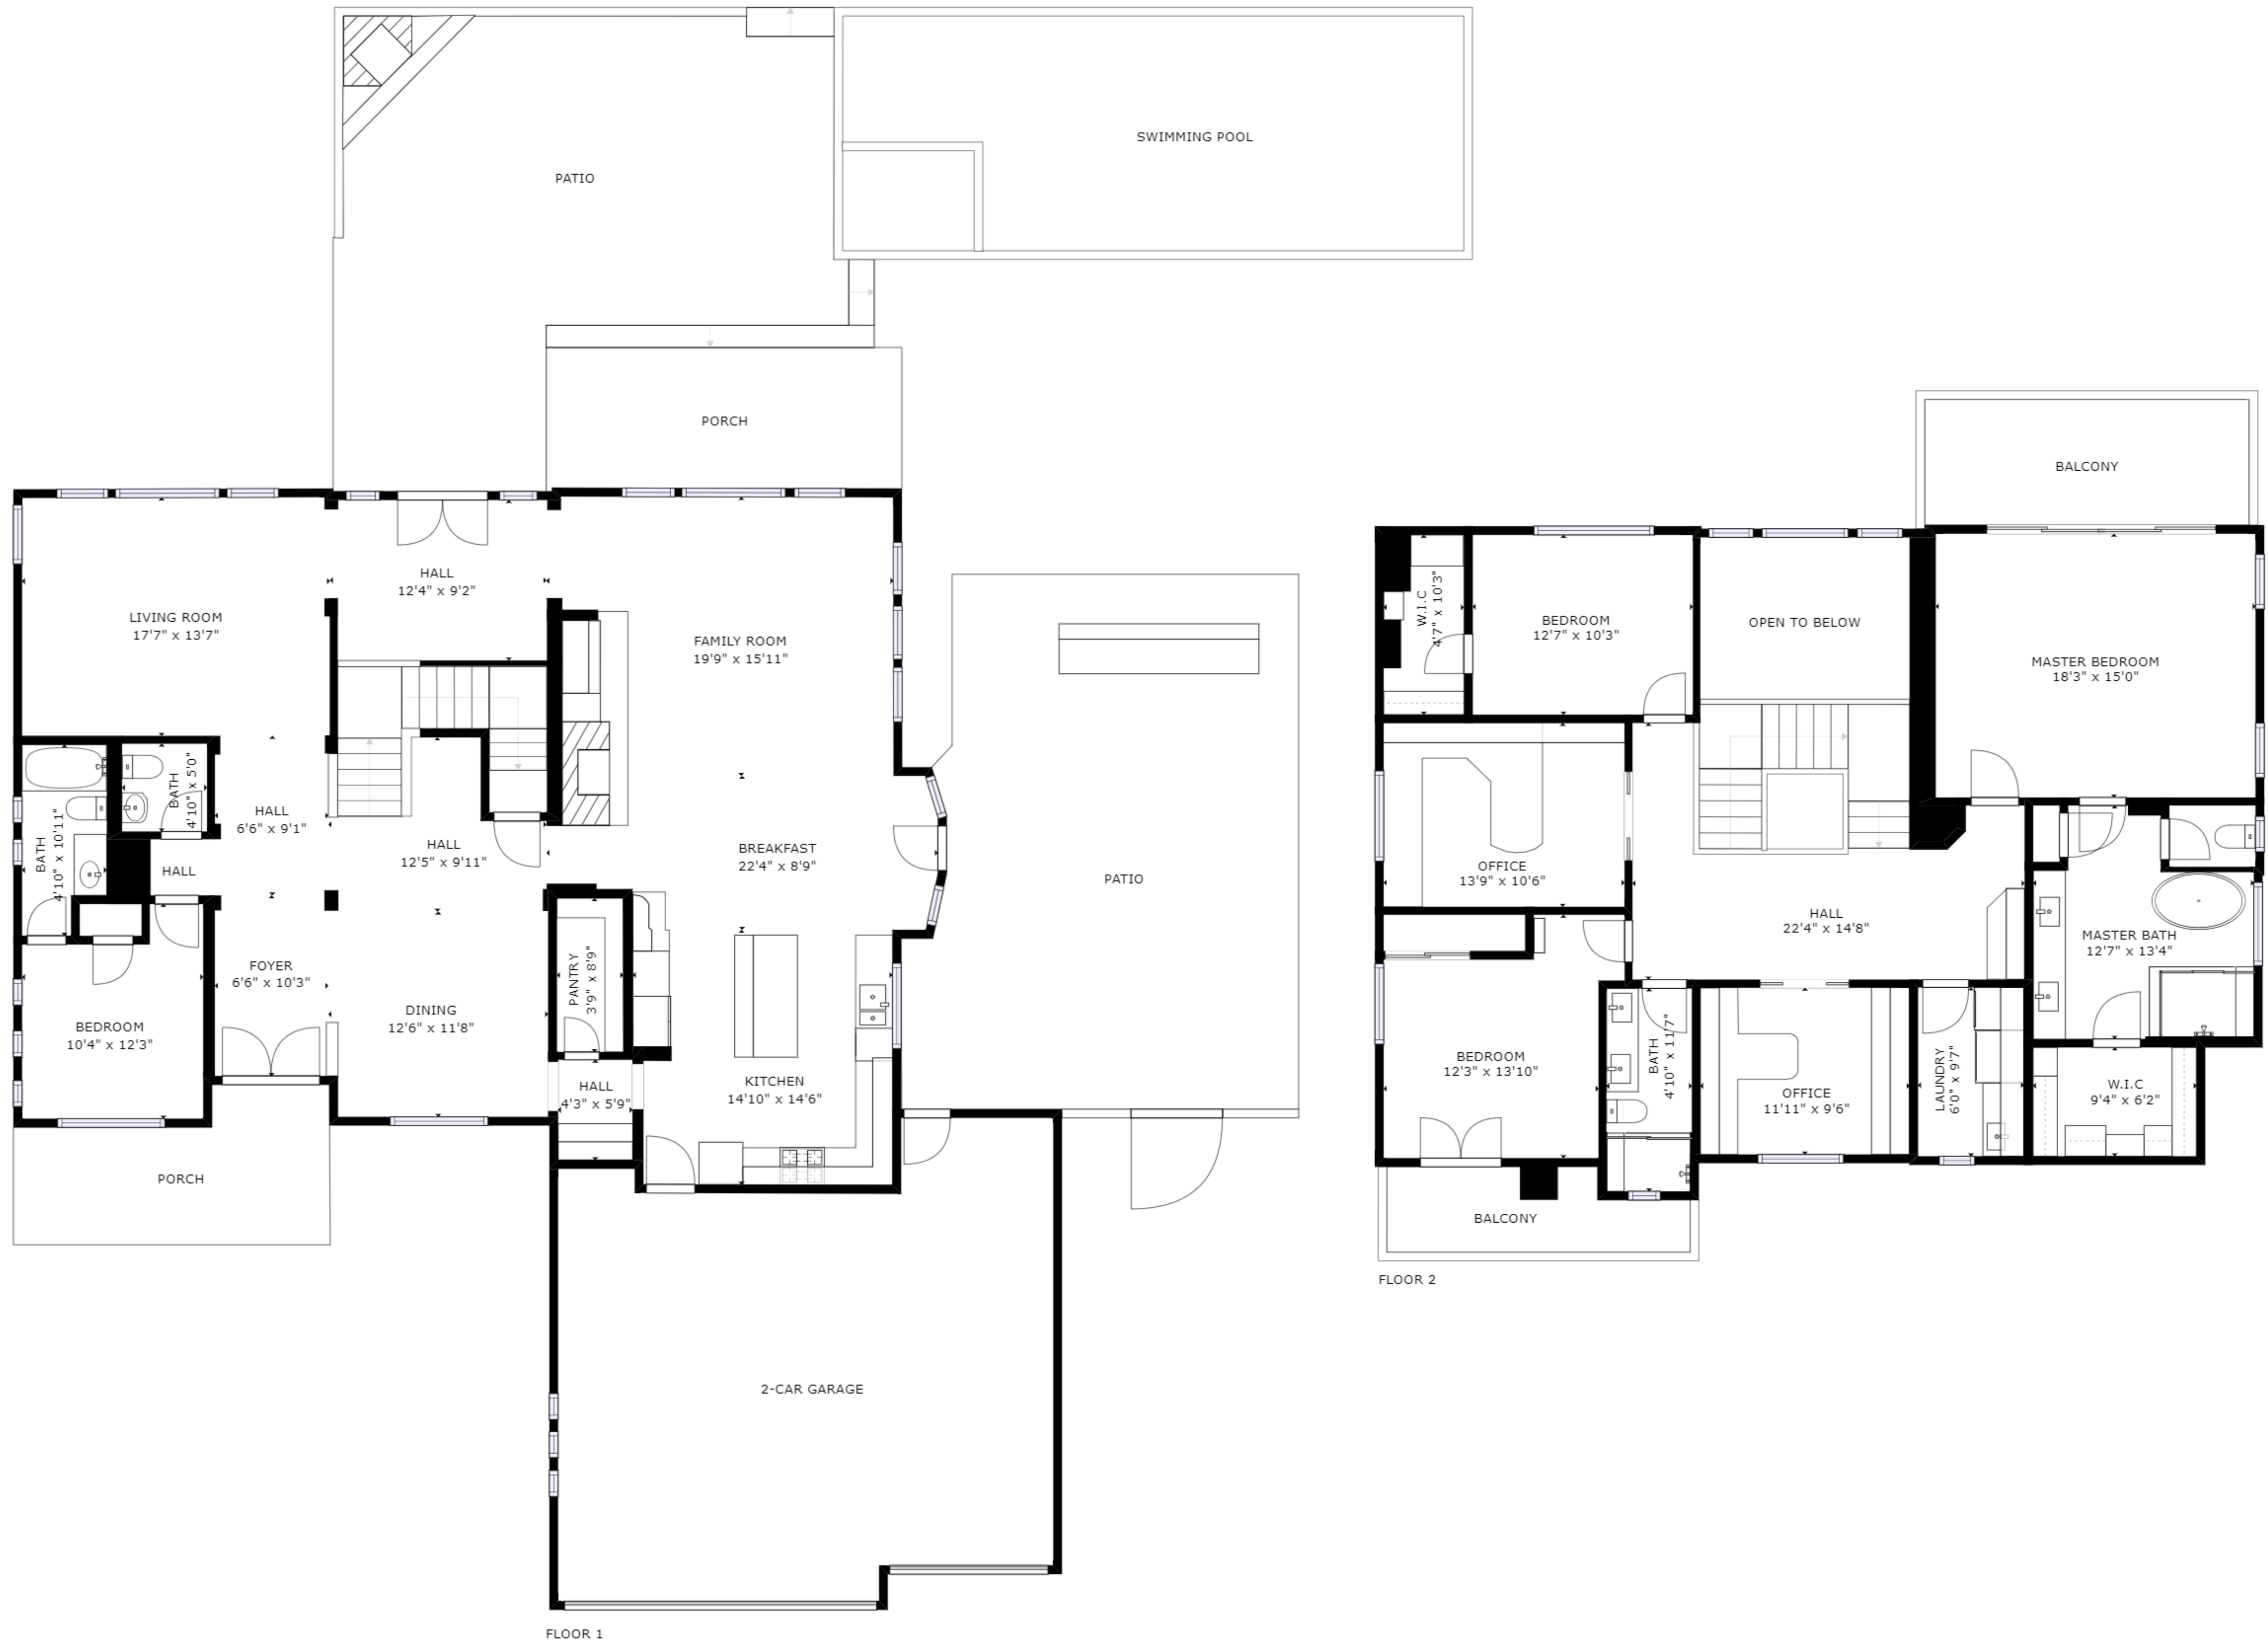 SWIMMING POOL
PATIO
PORCH
HALL
12'4" x 9'2"
LIVING ROOM
17'7" x 13'7"
FAMILY ROOM
19'9" x 15'11"
BATH
4'10" x 5'0"
BATH
4'10" x 10'11"
HALL
6'6" x 9'1"
HALL
12'5" x 9'11"
BREAKFAST
22'4" x 8'9"
HALL
PATIO
FOYER
6'6" x 10'3"
PANTRY
3'9" x 8'9"
BEDROOM
10'4" x 12'3"
DINING
12'6" x 11'8"
HALL
4'3" x 5'9"
KITCHEN
14'10" x 14'6"
PORCH
2-CAR GARAGE
FLOOR 1
BALCONY
W.I.C
4'7" x 10'3"
BEDROOM
12'7" x 10'3"
OPEN TO BELOW
MASTER BEDROOM
18'3" x 15'0"
OFFICE
13'9" x 10'6"
HALL
22'4" x 14'8"
MASTER BATH
12'7" x 13'4"
BEDROOM
12'3" x 13'10"
BATH
4'10" x 11'7"
OFFICE
11'11" x 9'6"
LAUNDRY
6'0" x 9'7"
W.I.C
9'4" x 6'2"
BALCONY
FLOOR 2